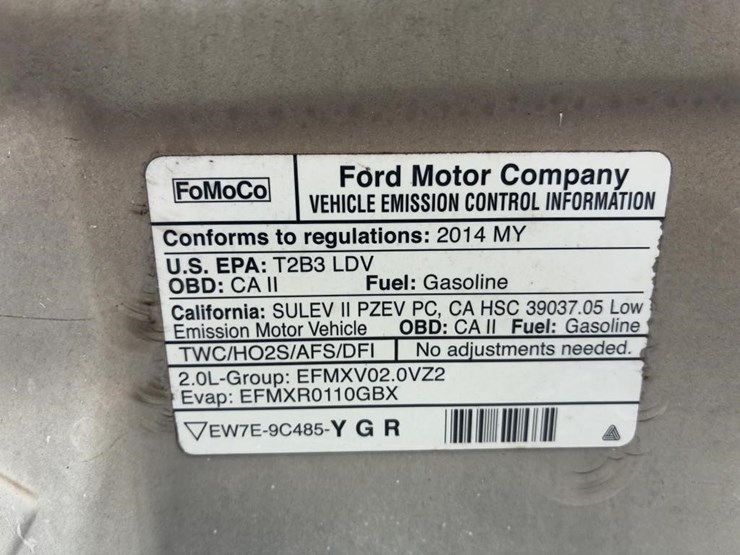 FoMoCo
Ford Motor Company
VEHICLE EMISSION CONTROL INFORMATION
Conforms to regulations: 2014 MY
U.S. EPA: T2B3 LDV
OBD: CA II Fuel: Gasoline
California: SULEV II PZEV PC, CA HSC 39037.05 Low
Emission Motor Vehicle OBD: CA II Fuel: Gasoline
TWC/HO2S/AFS/DFI No adjustments needed.
2.0L-Group: EFMXV02.0VZ2
Evap: EFMXR0110GBX
EW7E-9C485-Y G R